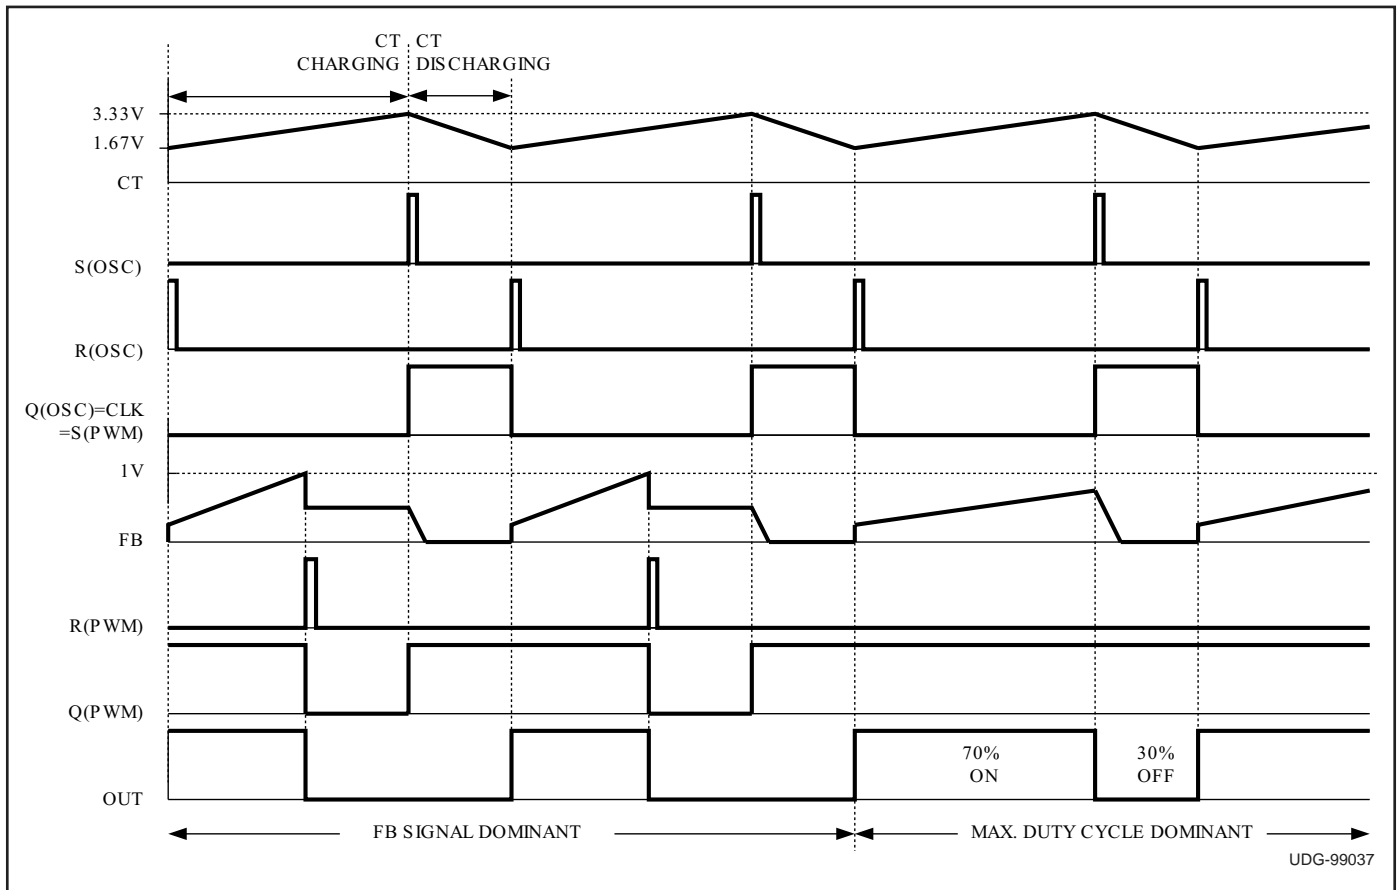 CT CT
CHARGING DISCHARGING
3.33V
1.67V
CT
S(OSC)
R(OSC)
Q(OSC)=CLK
=S(PWM)
1V
FB
R(PWM)
Q(PWM)
70%
ON
30%
OFF
OUT
FB SIGNAL DOMINANT
MAX. DUTY CYCLE DOMINANT
UDG-99037